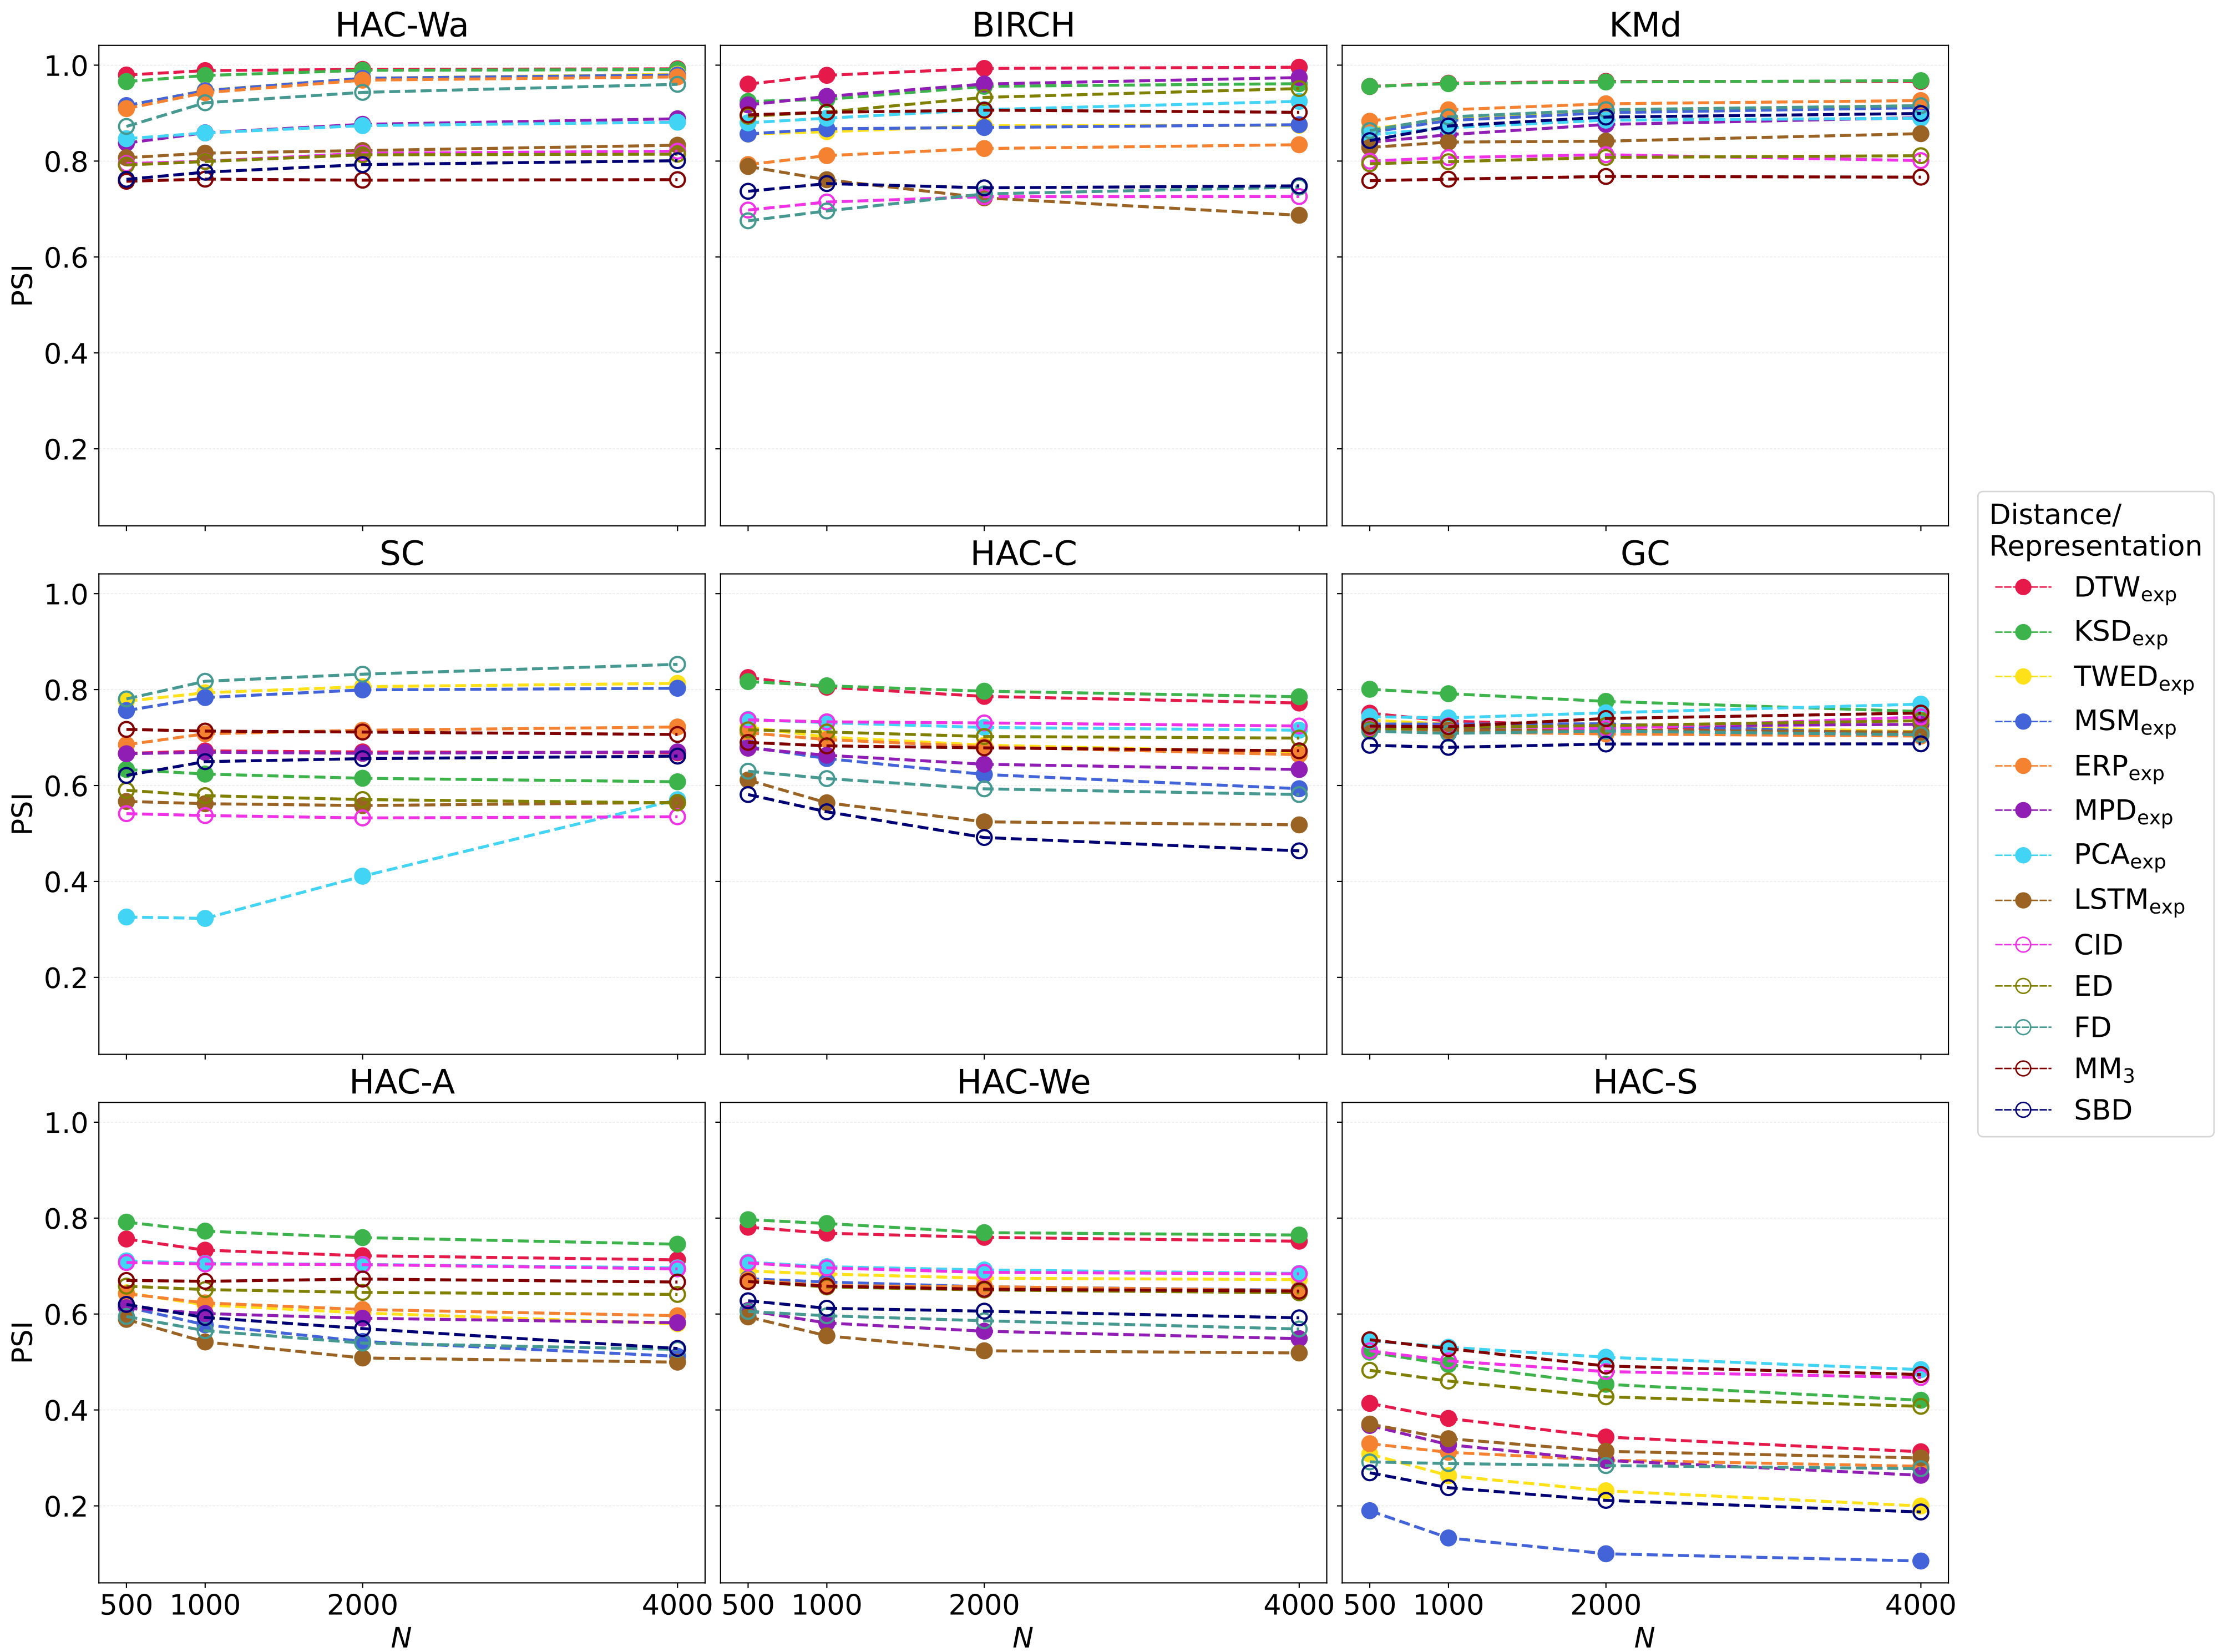 HAC-Wa
BIRCH
KMd
1.0
0.8
0.6
0.4
0.2
PSI
SC
HAC-C
GC
1.0
0.8
0.6
0.4
0.2
PSI
HAC-A
HAC-We
HAC-S
1.0
0.8
0.6
0.4
0.2
PSI
500 1000 2000 4000
500 1000 2000 4000
500 1000 2000 4000
N
N
N
Distance/
Representation
DTWexp
KSDexp
TWEDexp
MSMexp
ERPexp
MPDexp
PCAexp
LSTMexp
CID
ED
FD
MM3
SBD